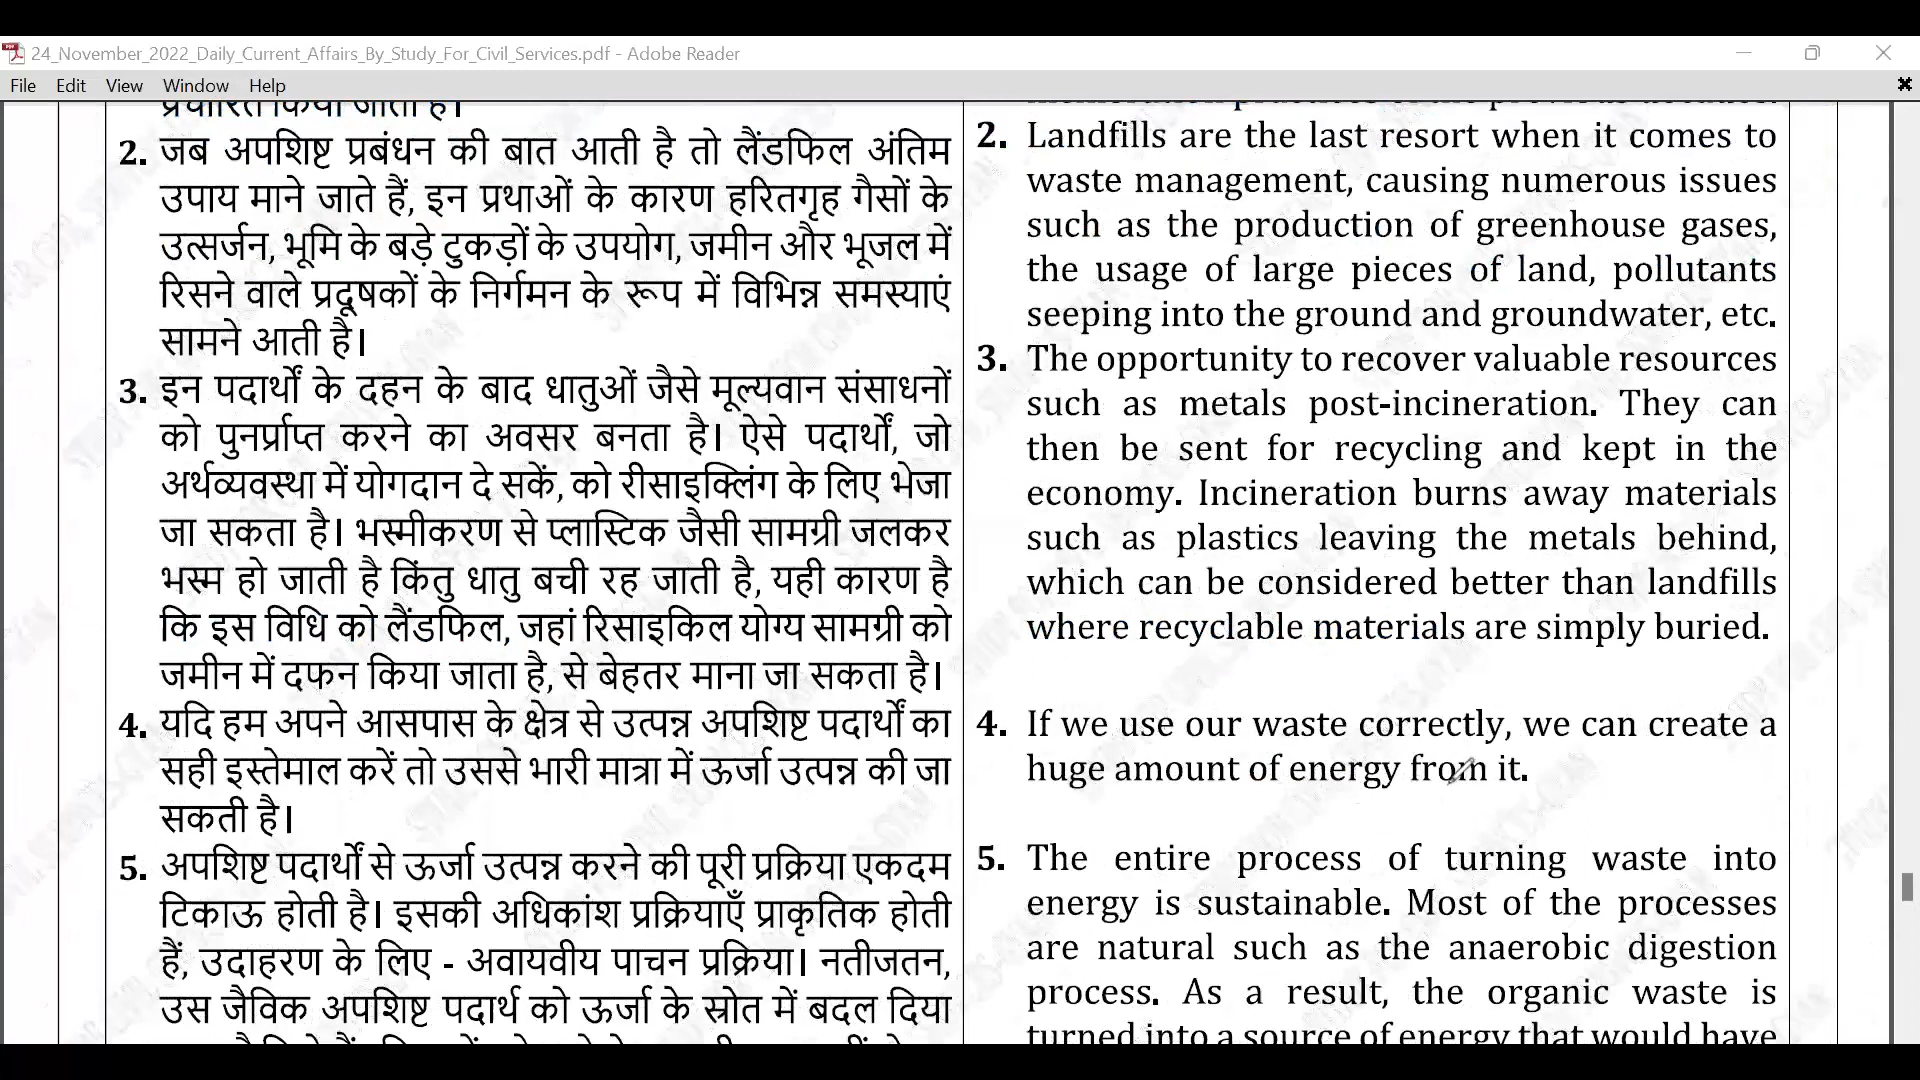 24_November_2022_Daily_Current_Affairs_By_Study_For_Civil_Services.pdf - Adobe Reader
File Edit View Window Help
प्रचारित किया जाता है।
2. जब अपशिष्ट प्रबंधन की बात आती है तो लैंडफिल अंतिम
उपाय माने जाते हैं, इन प्रथाओं के कारण हरितगृह गैसों के
उत्सर्जन, भूमि के बड़े टुकड़ों के उपयोग, जमीन और भूजल में
रिसने वाले प्रदूषकों के निर्गमन के रूप में विभिन्न समस्याएं
सामने आती है।
3. इन पदार्थों के दहन के बाद धातुओं जैसे मूल्यवान संसाधनों
को पुनर्प्राप्त करने का अवसर बनता है। ऐसे पदार्थों, जो
अर्थव्यवस्था में योगदान दे सकें, को रीसाइक्लिंग के लिए भेजा
जा सकता है। भस्मीकरण से प्लास्टिक जैसी सामग्री जलकर
भस्म हो जाती है किंतु धातु बची रह जाती है, यही कारण है
कि इस विधि को लैंडफिल, जहां रिसाइकिल योग्य सामग्री को
जमीन में दफन किया जाता है, से बेहतर माना जा सकता है।
4. यदि हम अपने आसपास के क्षेत्र से उत्पन्न अपशिष्ट पदार्थों का
सही इस्तेमाल करें तो उससे भारी मात्रा में ऊर्जा उत्पन्न की जा
सकती है।
5. अपशिष्ट पदार्थों से ऊर्जा उत्पन्न करने की पूरी प्रक्रिया एकदम
टिकाऊ होती है। इसकी अधिकांश प्रक्रियाएँ प्राकृतिक होती
हैं, उदाहरण के लिए - अवायवीय पाचन प्रक्रिया। नतीजतन,
उस जैविक अपशिष्ट पदार्थ को ऊर्जा के स्रोत में बदल दिया
2. Landfills are the last resort when it comes to
waste management, causing numerous issues
such as the production of greenhouse gases,
the usage of large pieces of land, pollutants
seeping into the ground and groundwater, etc.
3. The opportunity to recover valuable resources
such as metals post-incineration. They can
then be sent for recycling and kept in the
economy. Incineration burns away materials
such as plastics leaving the metals behind,
which can be considered better than landfills
where recyclable materials are simply buried.
4. If we use our waste correctly, we can create a
huge amount of energy from it.
5. The entire process of turning waste into
energy is sustainable. Most of the processes
are natural such as the anaerobic digestion
process. As a result, the organic waste is
turned into a source of energy that would have